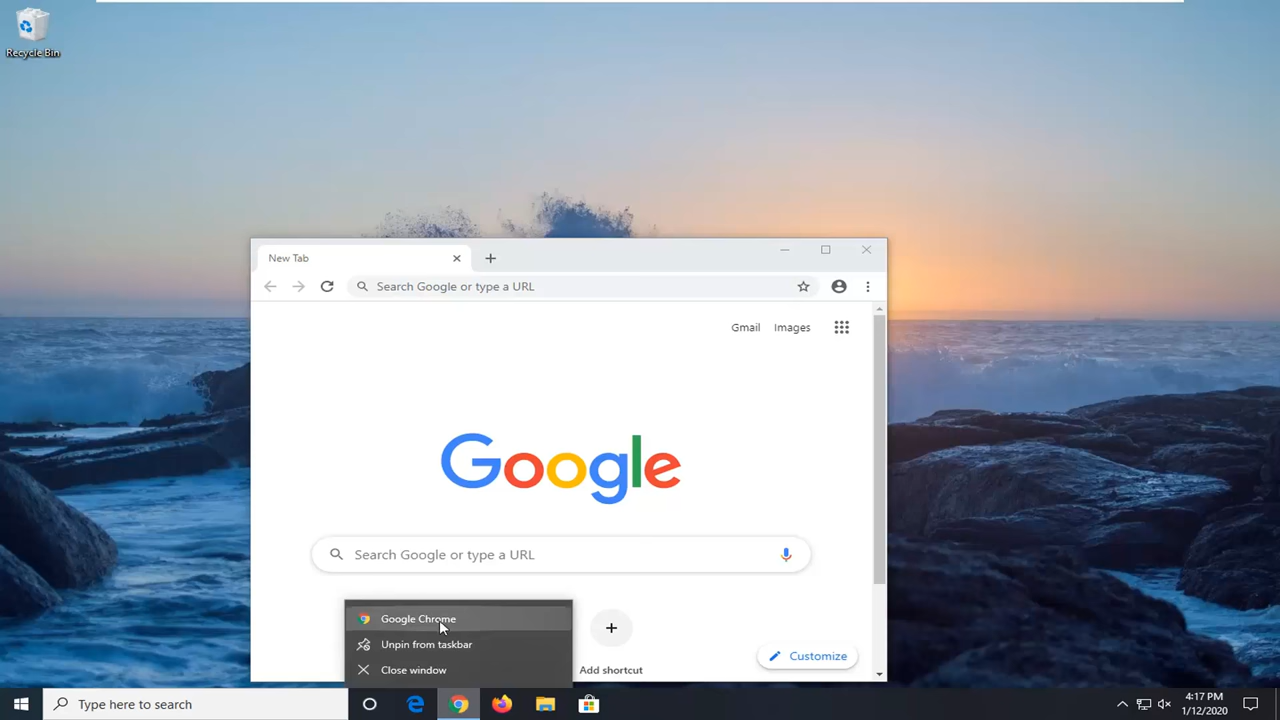 Recycle Bin
New Tab
Search Google or type a URL
Gmail Images
Google
Search Google or type a URL
Google Chrome
Unpin from taskbar
Close window
Add shortcut
Customize
Type here to search
4:17 PM
1/12/2020